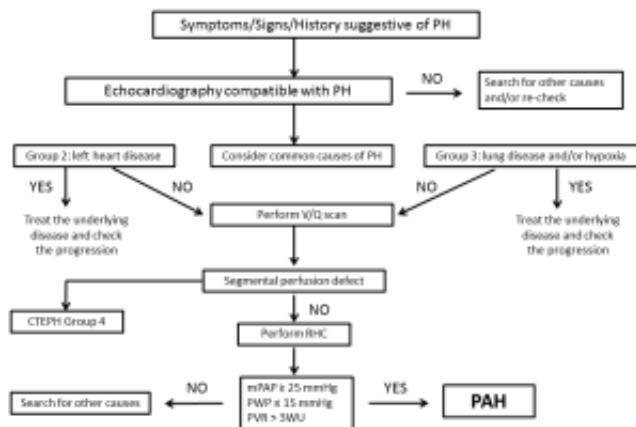 Symptoms/Signs/History suggestive of PH
Echocardiography compatible with PH
NO
Search for other causes
and/or re-check
Group 2: left heart disease
Consider common causes of PH
Group 3: lung disease and/or hypoxia
YES
NO
NO
YES
Treat the underlying
disease and check
the progression
Perform V/Q scan
Treat the underlying
disease and check
the progression
Segmental perfusion defect
CTEPH Group 4
NO
Perform RHC
Search for other causes
NO
mPAP ≥ 25 mmHg
PWP ≤ 15 mmHg
PVR > 3WU
YES
PAH